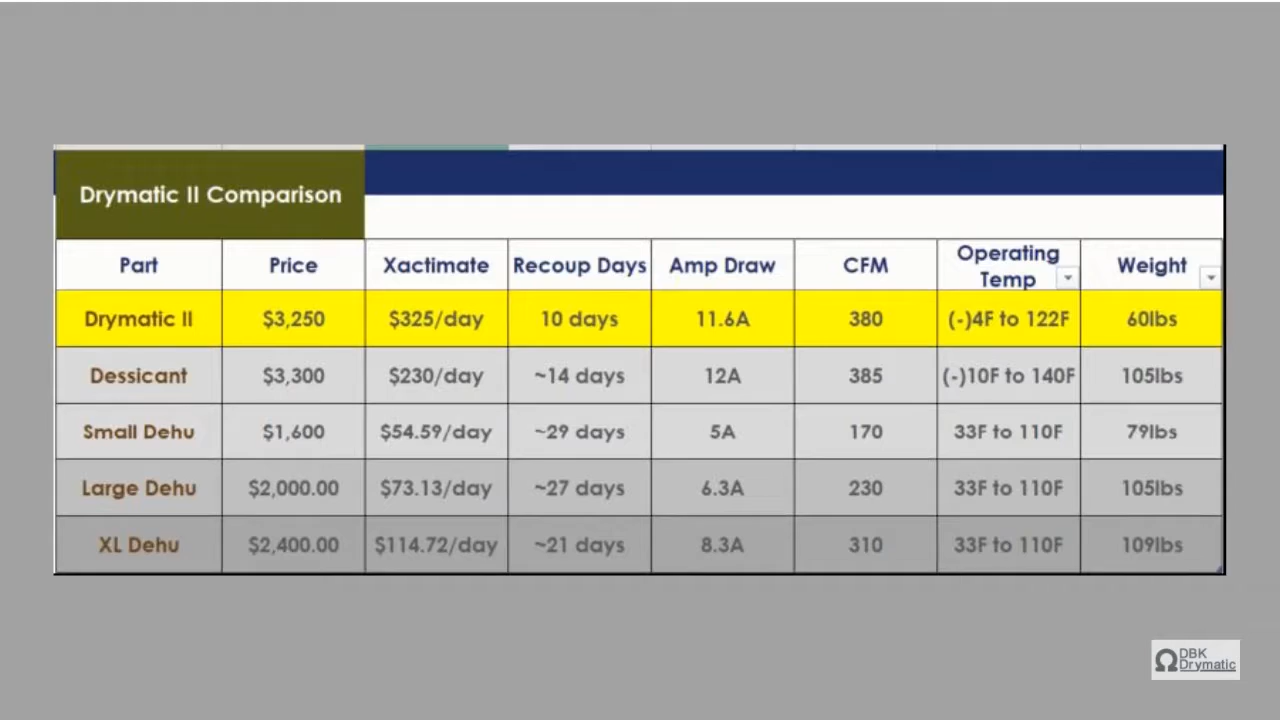 Drymatic II Comparison
Part Price Xactimate Recoup Days Amp Draw CFM Operating Temp Weight
Drymatic II $3,250 $325/day 10 days 11.6A 380 (-)4F to 122F 60lbs
Dessicant $3,300 $230/day ~14 days 12A 385 (-)10F to 140F 105lbs
Small Dehu $1,600 $54.59/day ~29 days 5A 170 33F to 110F 79lbs
Large Dehu $2,000.00 $73.13/day ~27 days 6.3A 230 33F to 110F 105lbs
XL Dehu $2,400.00 $114.72/day ~21 days 8.3A 310 33F to 110F 109lbs
DBK
Drymatic